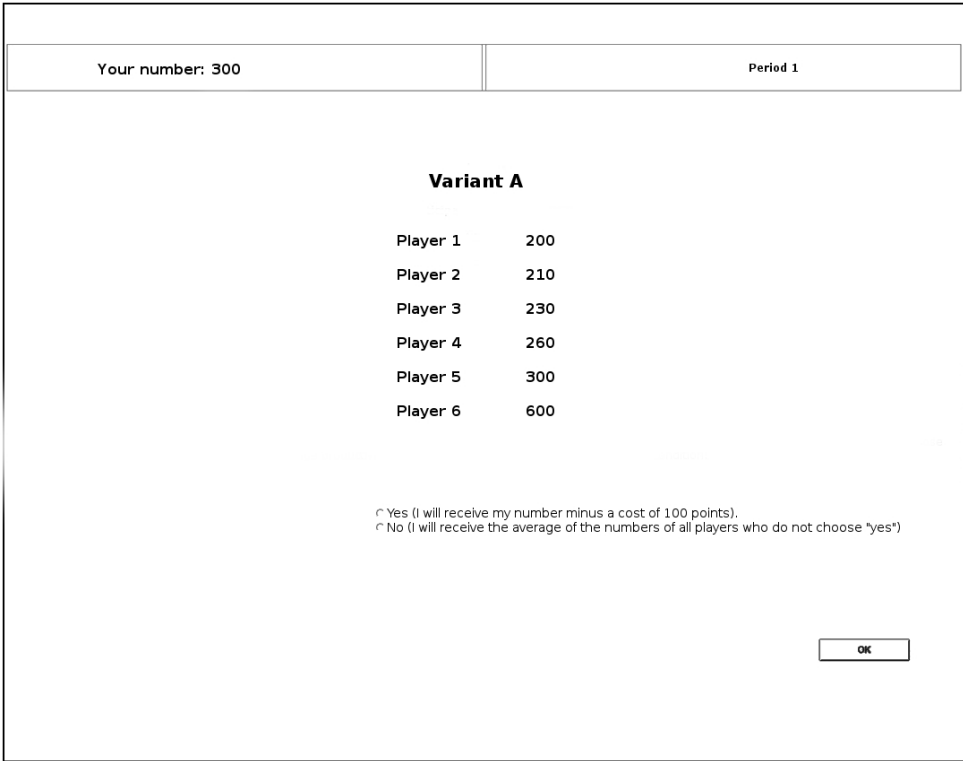 Your number: 300
Period 1
Variant A
Player 1 200
Player 2 210
Player 3 230
Player 4 260
Player 5 300
Player 6 600
Yes (I will receive my number minus a cost of 100 points).
No (I will receive the average of the numbers of all players who do not choose "yes")
OK